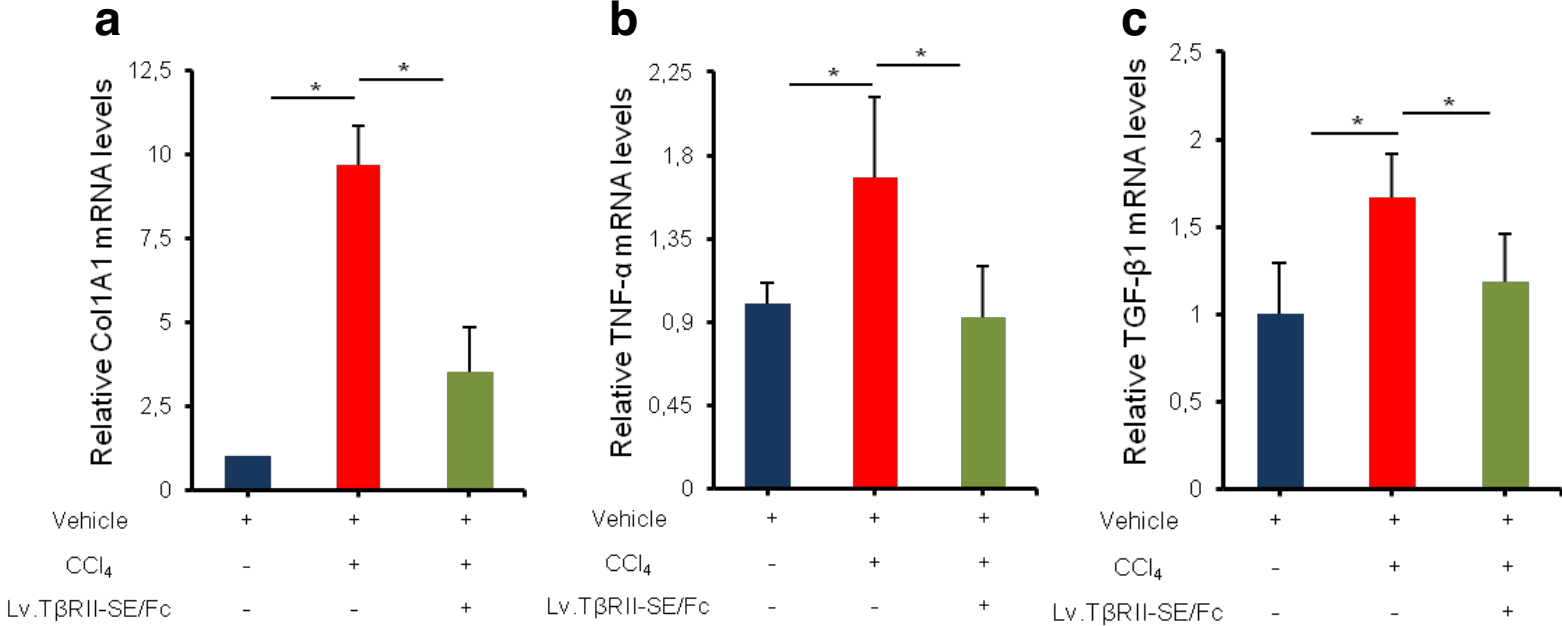 a
Relative Col1A1 mRNA levels
12,5
10
7,5
5
2,5
0
* *
Vehicle + + +
CCl₄ - + +
Lv.TβRII-SE/Fc - - +
b
Relative TNF-α mRNA levels
2,25
1,8
1,35
0,9
0,45
0
* *
Vehicle + + +
CCl₄ - + +
Lv.TβRII-SE/Fc - - +
c
Relative TGF-β1 mRNA levels
2,5
2
1,5
1
0,5
0
* *
Vehicle + + +
CCl₄ - + +
Lv.TβRII-SE/Fc - - +